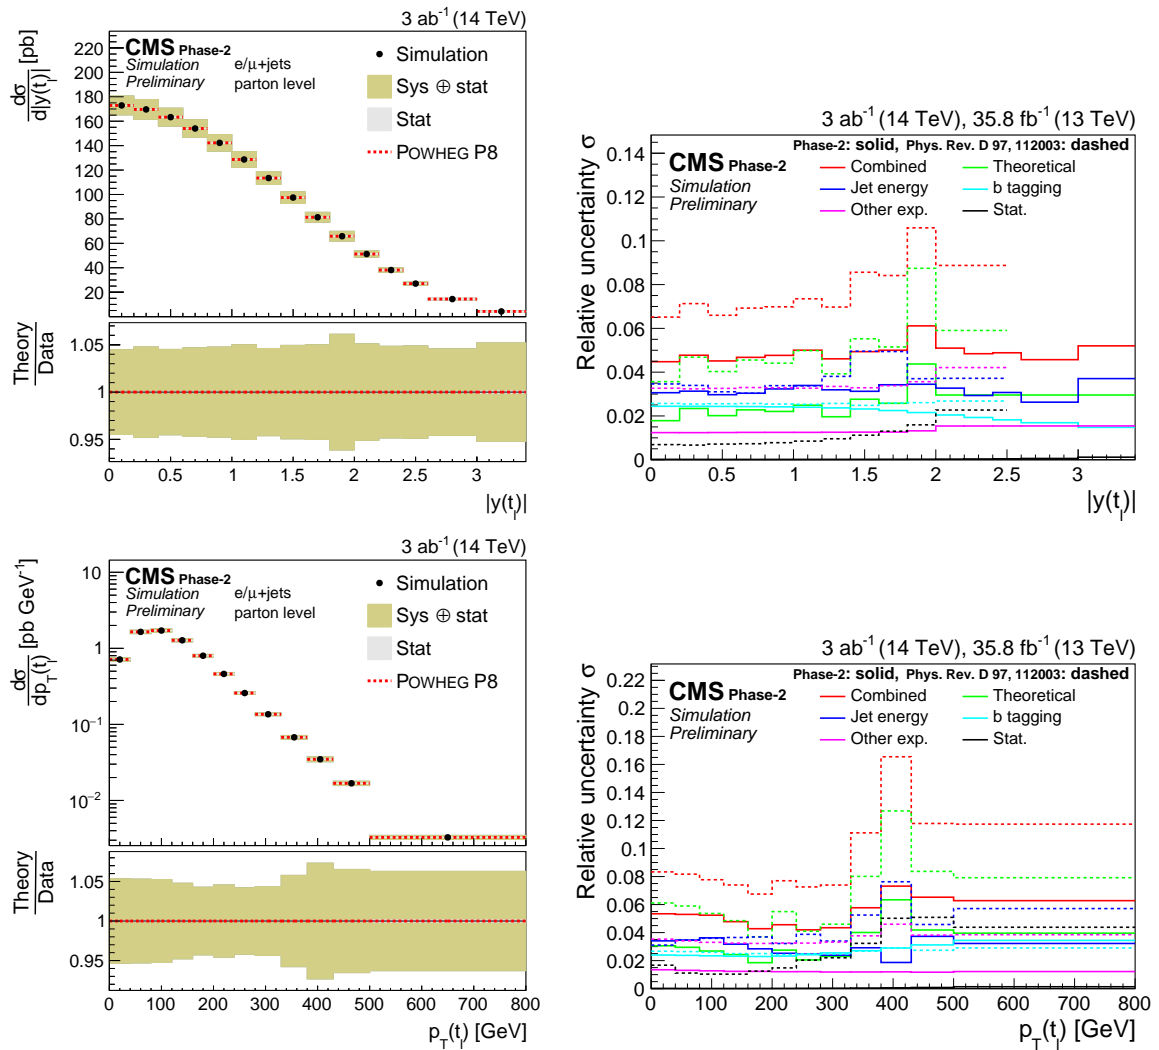 3 ab⁻¹ (14 TeV)
CMS Phase-2
Simulation
Preliminary
e/μ+jets
parton level
Simulation
Sys ⊕ stat
Stat
POWHEG P8
dσ/d|y(t_l)| [pb]
220
200
180
160
140
120
100
80
60
40
20
Theory/Data
1.05
1
0.95
0 0.5 1 1.5 2 2.5 3
|y(t_l)|
3 ab⁻¹ (14 TeV), 35.8 fb⁻¹ (13 TeV)
Phase-2: solid, Phys. Rev. D 97, 112003: dashed
CMS Phase-2
Simulation
Preliminary
Combined
Theoretical
Jet energy
b tagging
Other exp.
Stat.
Relative uncertainty σ
0.14
0.12
0.1
0.08
0.06
0.04
0.02
0
0 0.5 1 1.5 2 2.5 3
|y(t_l)|
3 ab⁻¹ (14 TeV)
CMS Phase-2
Simulation
Preliminary
e/μ+jets
parton level
Simulation
Sys ⊕ stat
Stat
POWHEG P8
dσ/dp_T(t_l) [pb GeV⁻¹]
10
1
10⁻¹
10⁻²
Theory/Data
1.05
1
0.95
0 100 200 300 400 500 600 700 800
p_T(t_l) [GeV]
3 ab⁻¹ (14 TeV), 35.8 fb⁻¹ (13 TeV)
Phase-2: solid, Phys. Rev. D 97, 112003: dashed
CMS Phase-2
Simulation
Preliminary
Combined
Theoretical
Jet energy
b tagging
Other exp.
Stat.
Relative uncertainty σ
0.22
0.2
0.18
0.16
0.14
0.12
0.1
0.08
0.06
0.04
0.02
0
0 100 200 300 400 500 600 700 800
p_T(t_l) [GeV]